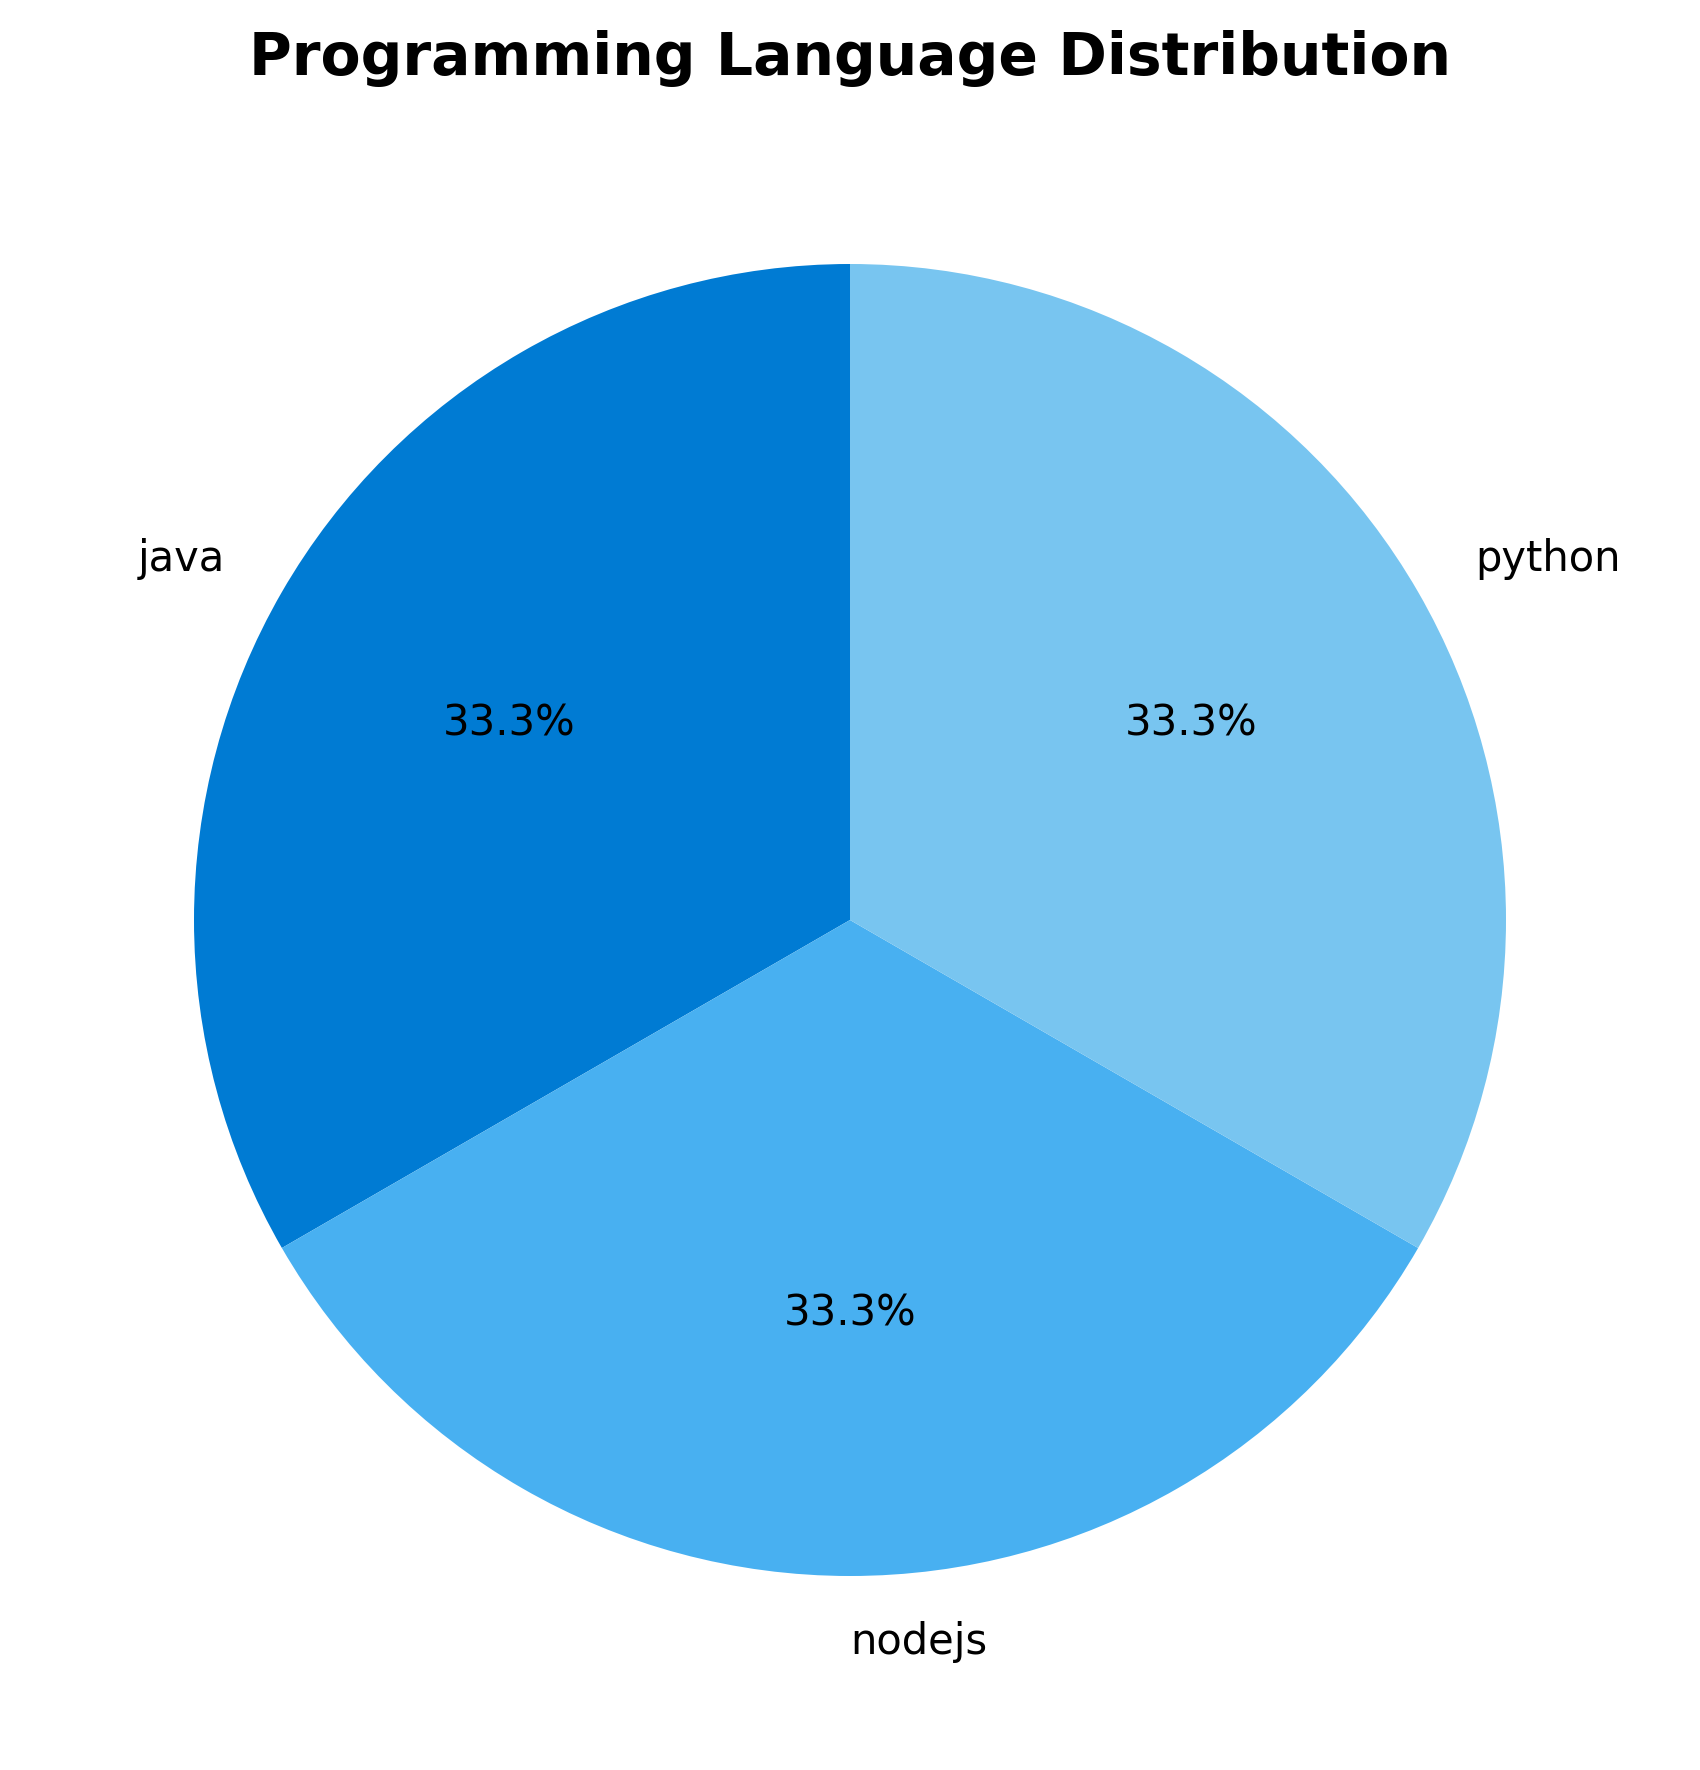 Programming Language Distribution
java
python
33.3%
33.3%
33.3%
nodejs